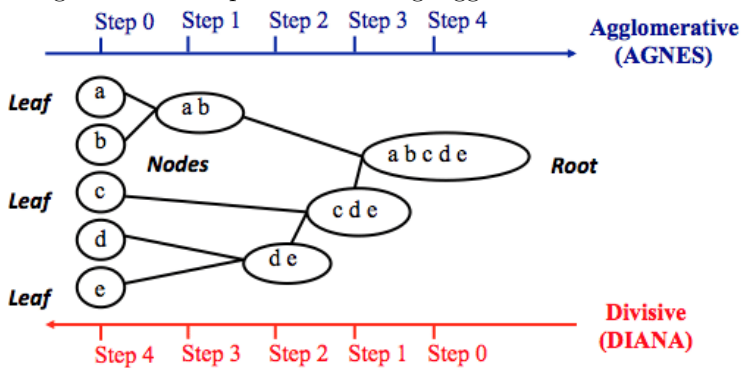 Step 0 Step 1 Step 2 Step 3 Step 4
Agglomerative
(AGNES)
Leaf
a
a b
b
Nodes
a b c d e
Root
Leaf
c
c d e
d
d e
Leaf
e
Divisive
(DIANA)
Step 4 Step 3 Step 2 Step 1 Step 0